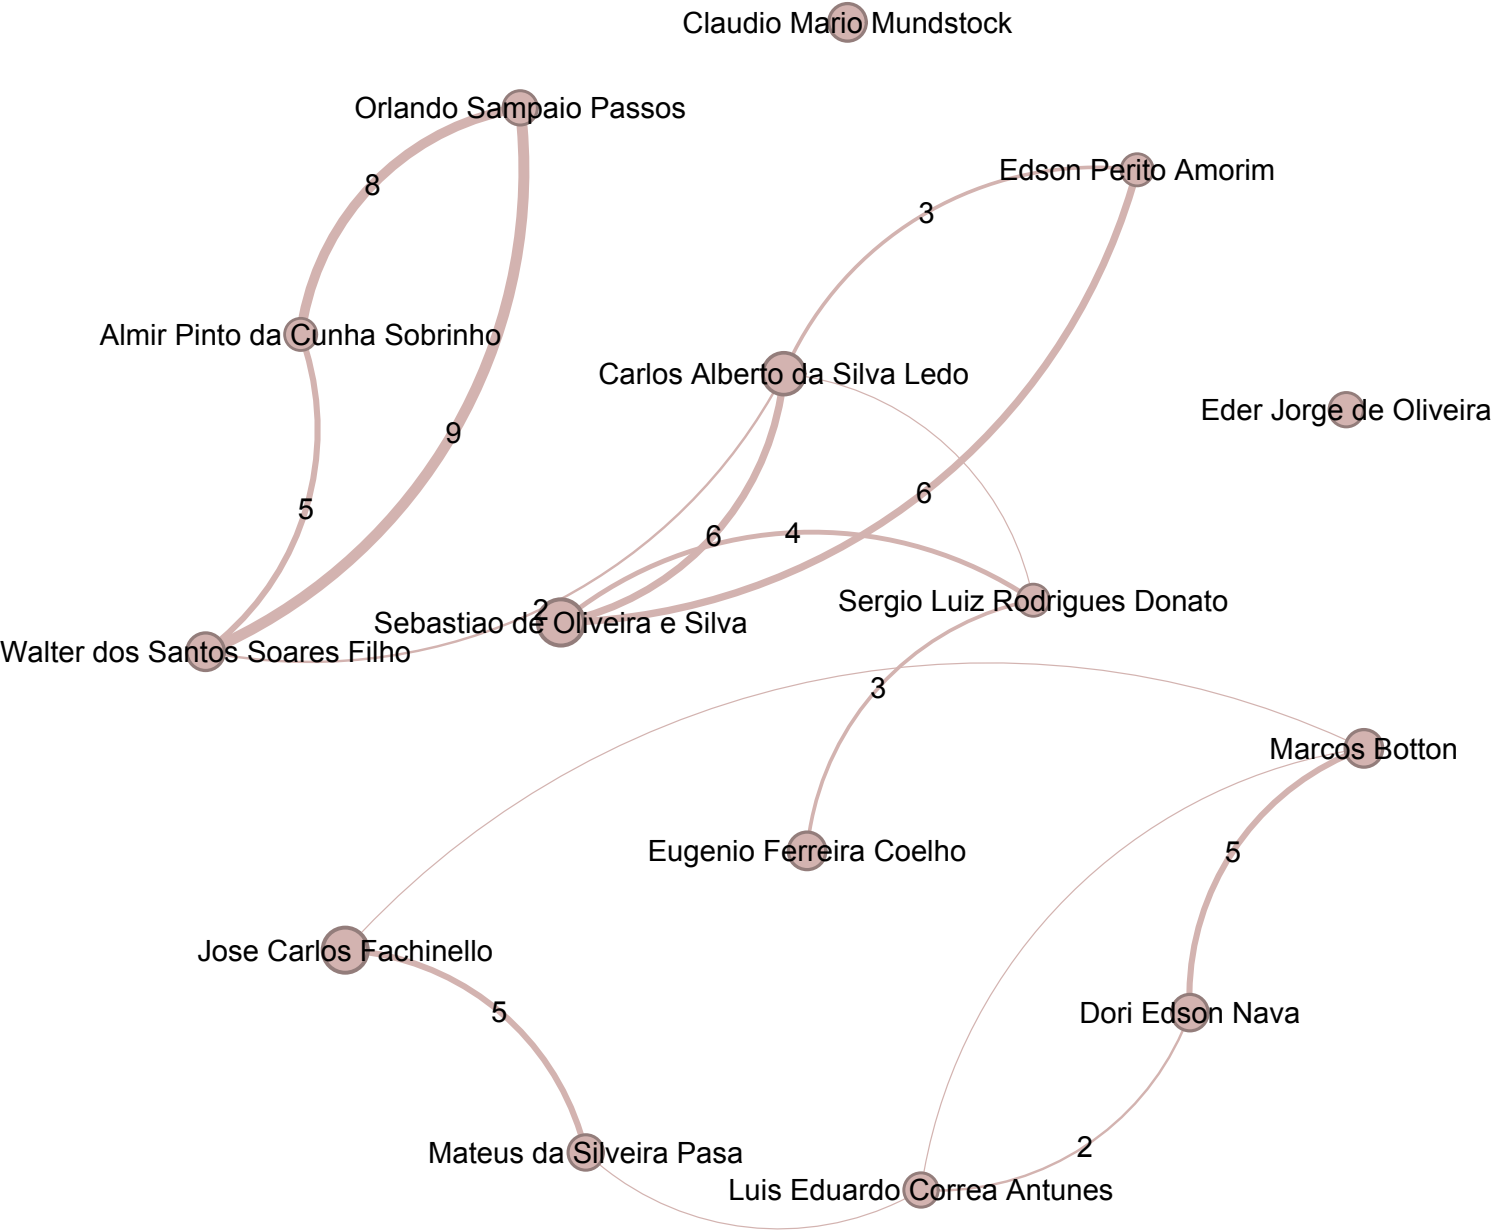 Claudio Mario Mundstock
Orlando Sampaio Passos
Edson Perito Amorim
8
3
Almir Pinto da Cunha Sobrinho
Carlos Alberto da Silva Ledo
Eder Jorge de Oliveira
9
6
5
6
4
Sergio Luiz Rodrigues Donato
2
Sebastiao de Oliveira e Silva
Walter dos Santos Soares Filho
3
Marcos Botton
Eugenio Ferreira Coelho
5
Jose Carlos Fachinello
5
Dori Edson Nava
2
Mateus da Silveira Pasa
Luis Eduardo Correa Antunes